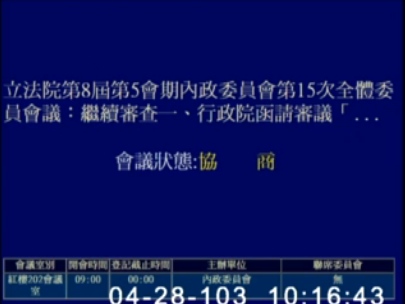 立法院第8屆第5會期內政委員會第15次全體委
員會議：繼續審查一、行政院函請審議「...
會議狀態:協 商
會議室別 開會時間 登記截止時間 主辦單位 聯席委員會
紅樓202會議室 09:00 00:00 內政委員會 無
04-28-103 10:16:43